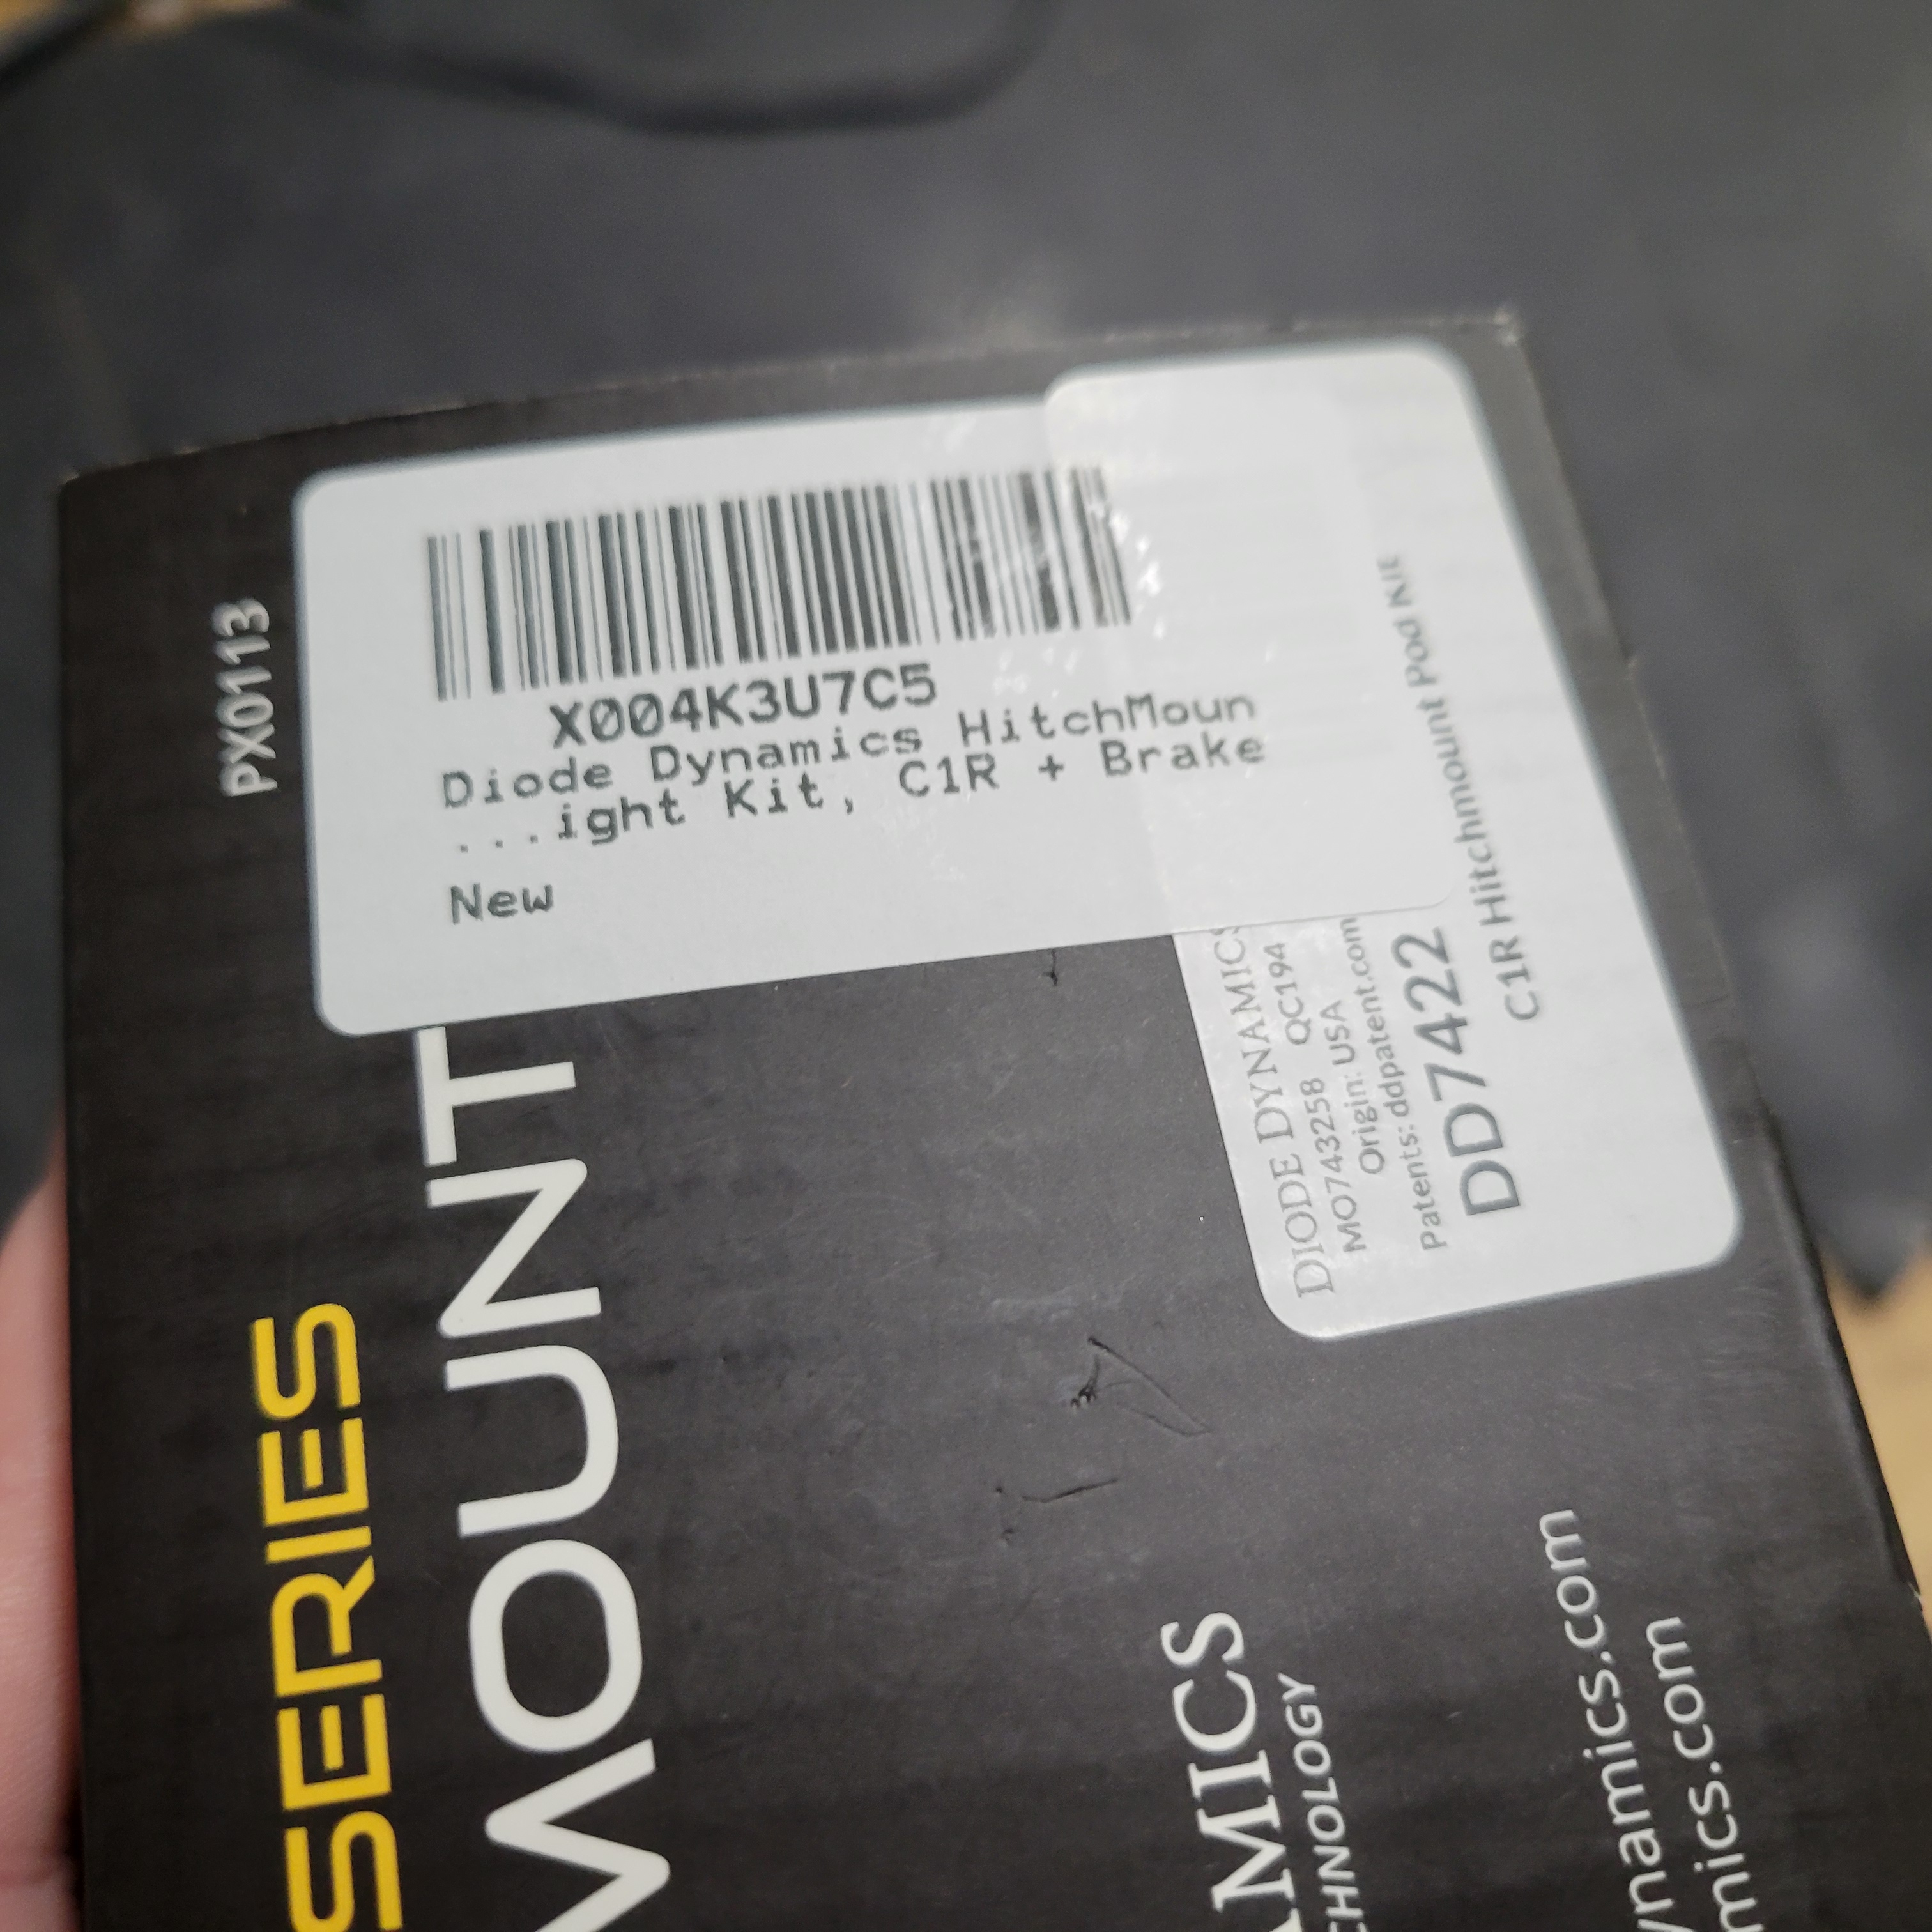 PX0113
X004K3U7C5
Diode Dynamics HitchMoun
...ight Kit, C1R + Brake
New
DIODE DYNAMICS
MO743258 QC194
Origin: USA
Patents: ddpatent.com
DD7422
C1R Hitchmount Pod Kit
SERIES
MOUNT
AMICS
CHNOLOGY
ynamics.com
mics.com